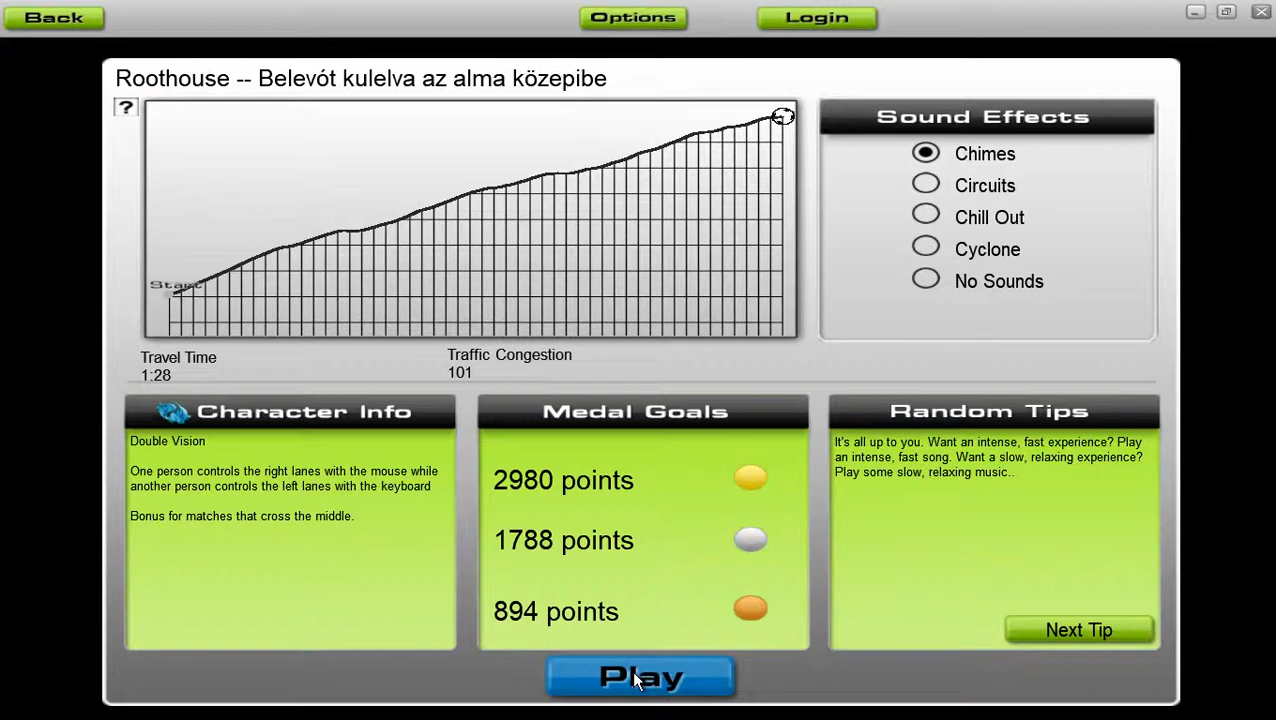 Back
Options
Login
Roothouse -- Belevót kulelva az alma közepibe
?
Start
Travel Time
1:28
Traffic Congestion
101
Sound Effects
Chimes
Circuits
Chill Out
Cyclone
No Sounds
Character Info
Double Vision
One person controls the right lanes with the mouse while
another person controls the left lanes with the keyboard
Bonus for matches that cross the middle.
Medal Goals
2980 points
1788 points
894 points
Random Tips
It's all up to you. Want an intense, fast experience? Play
an intense, fast song. Want a slow, relaxing experience?
Play some slow, relaxing music..
Next Tip
Play